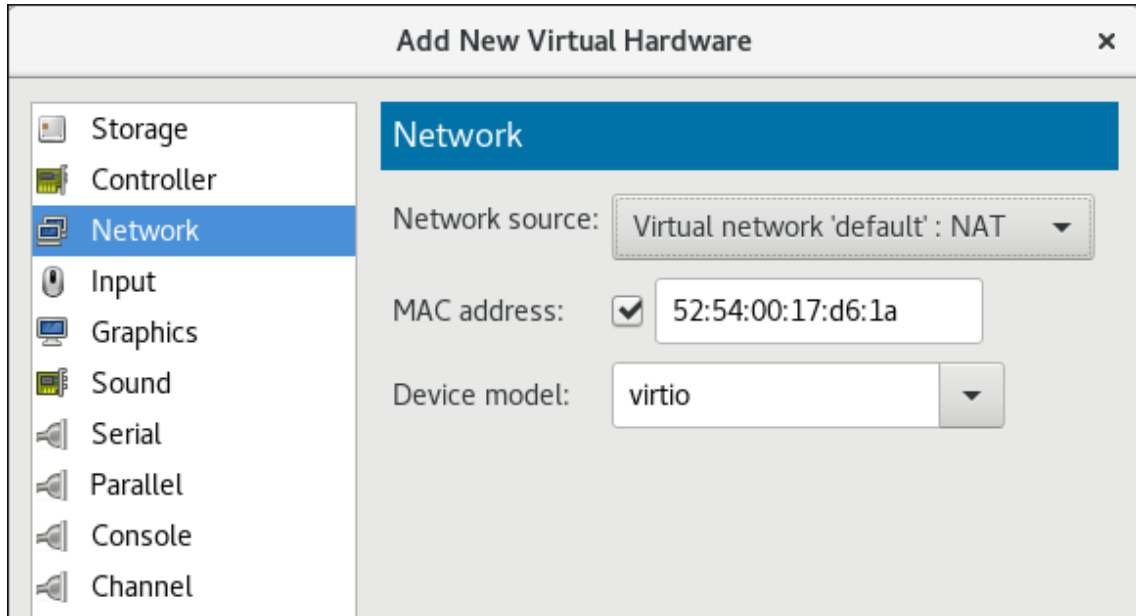 Add New Virtual Hardware
Storage
Controller
Network
Input
Graphics
Sound
Serial
Parallel
Console
Channel
Network
Network source: Virtual network 'default' : NAT
MAC address: 52:54:00:17:d6:1a
Device model: virtio